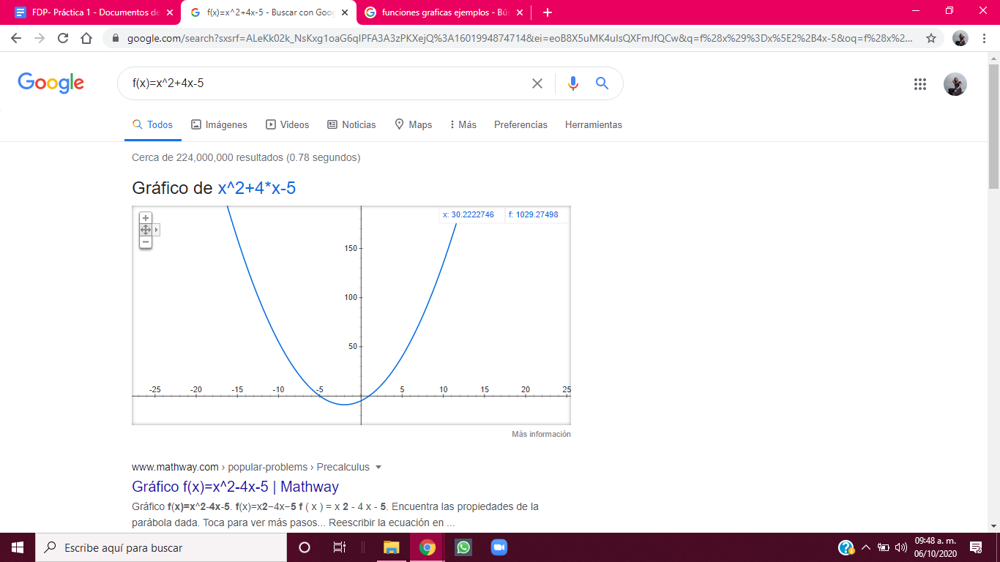 FDP- Práctica 1 - Documentos de
f(x)=x^2+4x-5 - Buscar con Goog
funciones graficas ejemplos - Bús
google.com/search?sxsrf=ALeKk02k_NsKxg1oaG6qIPFA3A3zPKXejQ%3A1601994874714&ei=eoB8X5uMK4uIsQXFmJfQCw&q=f%28x%29%3Dx%5E2%2B4x-5&oq=f%28x%2...
Google
f(x)=x^2+4x-5
Todos Imágenes Videos Noticias Maps Más Preferencias Herramientas
Cerca de 224,000,000 resultados (0.78 segundos)
Gráfico de x^2+4*x-5
x: 30.2222746 f: 1029.27498
150
100
50
-25 -20 -15 -10 -5 5 10 15 20 25
Más información
www.mathway.com › popular-problems › Precalculus
Gráfico f(x)=x^2-4x-5 | Mathway
Gráfico f(x)=x^2-4x-5. f(x)=x2−4x−5 f ( x ) = x 2 - 4 x - 5. Encuentra las propiedades de la
parábola dada. Toca para ver más pasos... Reescribir la ecuación en ...
Escribe aquí para buscar
09:48 a. m.
06/10/2020